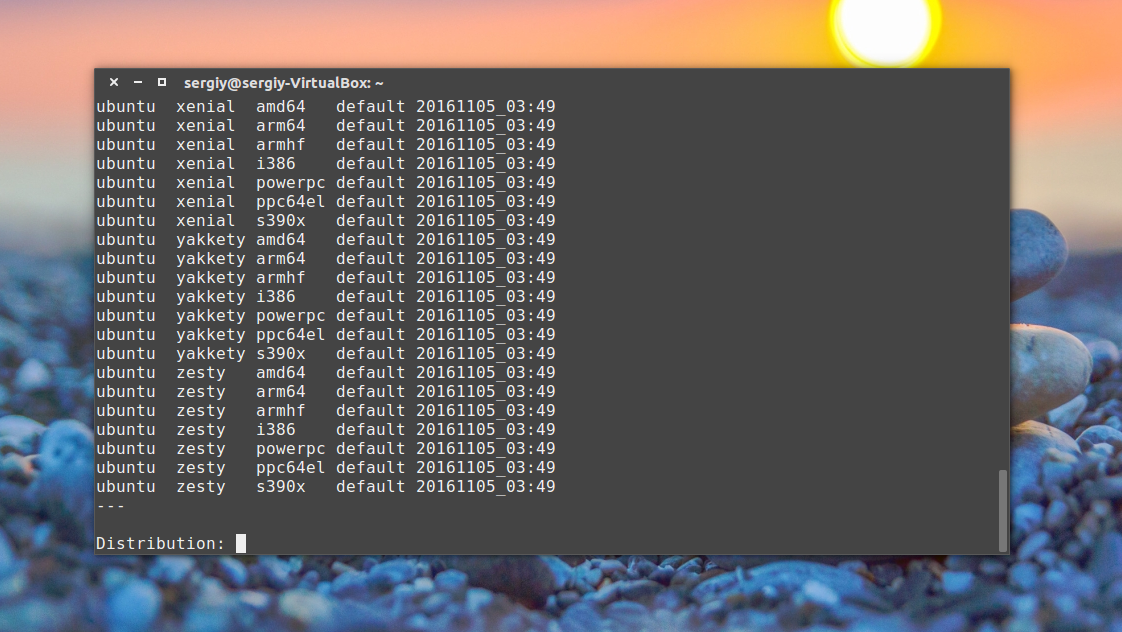 sergiy@sergiy-VirtualBox: ~
ubuntu xenial amd64 default 20161105_03:49
ubuntu xenial arm64 default 20161105_03:49
ubuntu xenial armhf default 20161105_03:49
ubuntu xenial i386 default 20161105_03:49
ubuntu xenial powerpc default 20161105_03:49
ubuntu xenial ppc64el default 20161105_03:49
ubuntu xenial s390x default 20161105_03:49
ubuntu yakkety amd64 default 20161105_03:49
ubuntu yakkety arm64 default 20161105_03:49
ubuntu yakkety armhf default 20161105_03:49
ubuntu yakkety i386 default 20161105_03:49
ubuntu yakkety powerpc default 20161105_03:49
ubuntu yakkety ppc64el default 20161105_03:49
ubuntu yakkety s390x default 20161105_03:49
ubuntu zesty amd64 default 20161105_03:49
ubuntu zesty arm64 default 20161105_03:49
ubuntu zesty armhf default 20161105_03:49
ubuntu zesty i386 default 20161105_03:49
ubuntu zesty powerpc default 20161105_03:49
ubuntu zesty ppc64el default 20161105_03:49
ubuntu zesty s390x default 20161105_03:49
---
Distribution: